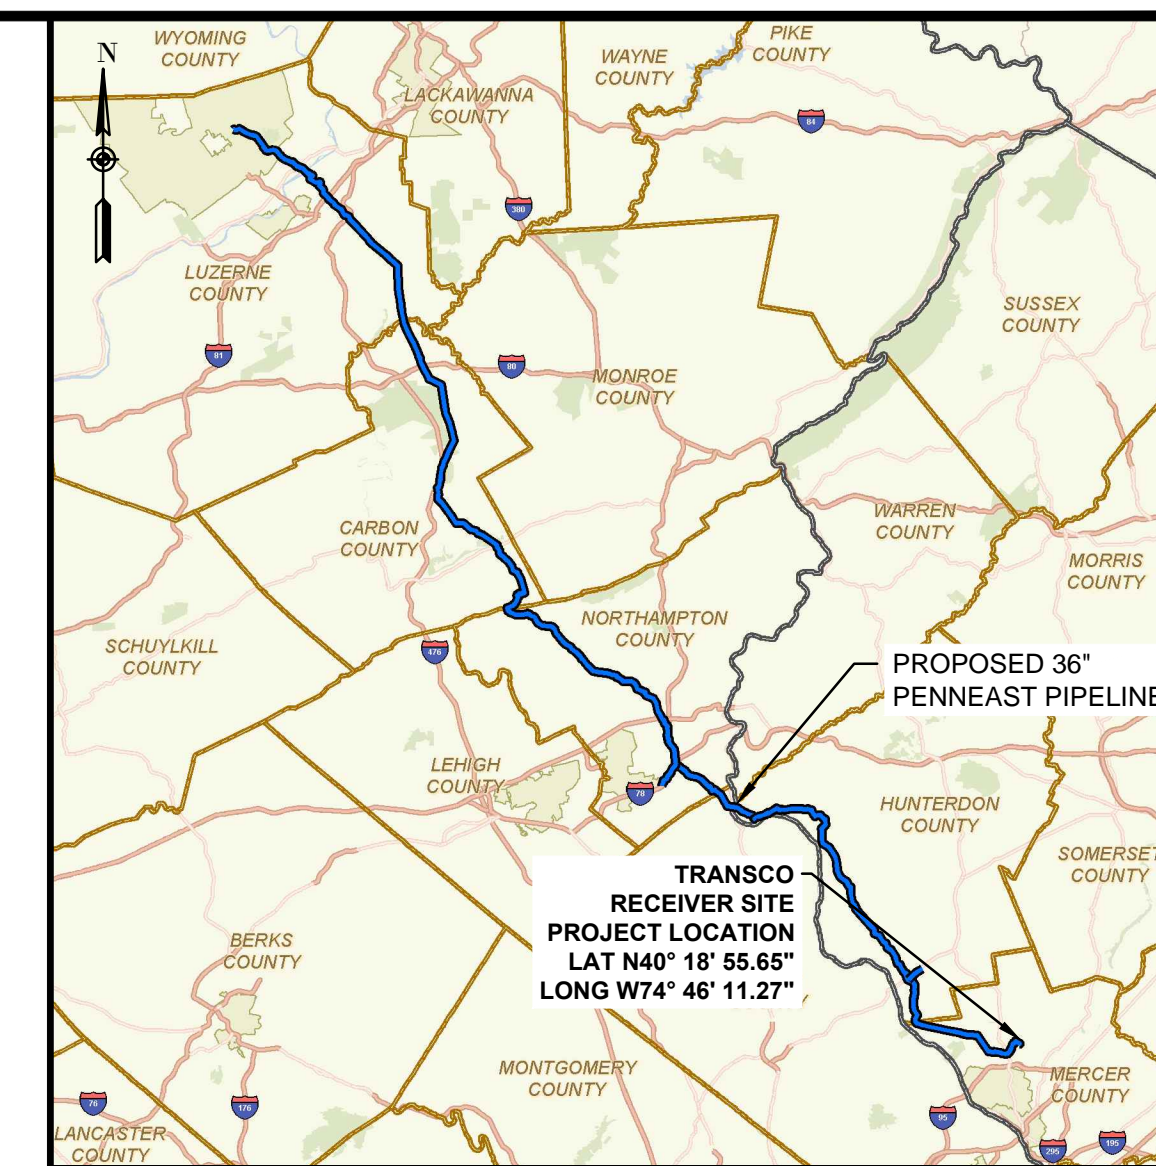 WYOMING
COUNTY
PIKE
COUNTY
N
WAYNE
COUNTY
LACKAWANNA
COUNTY
84
380
LUZERNE
COUNTY
SUSSEX
COUNTY
81
80
MONROE
COUNTY
CARBON
COUNTY
WARREN
COUNTY
MORRIS
COUNTY
NORTHAMPTON
COUNTY
SCHUYLKILL
COUNTY
476
PROPOSED 36"
PENNEAST PIPELINE
LEHIGH
COUNTY
78
HUNTERDON
COUNTY
SOMERSET
COUNTY
TRANSCO
RECEIVER SITE
PROJECT LOCATION
LAT N40° 18' 55.65"
LONG W74° 46' 11.27"
BERKS
COUNTY
MONTGOMERY
COUNTY
MERCER
COUNTY
76
176
95
195
295
LANCASTER
COUNTY